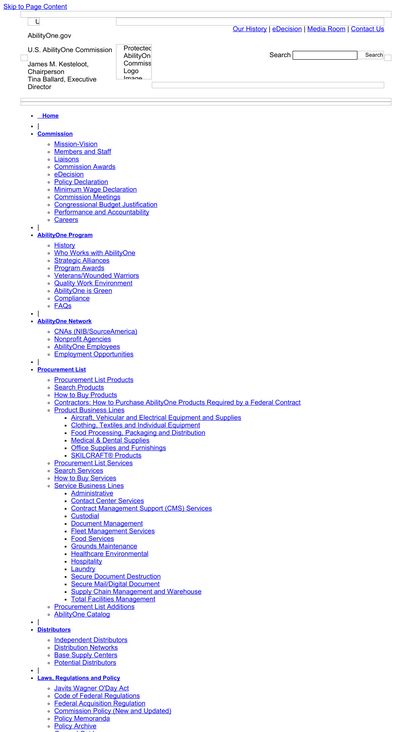 Skip to Page Content
L
Our History | eDecision | Media Room | Contact Us
AbilityOne.gov
U.S. AbilityOne Commission
Protected
AbilityOn
Commiss
Logo
Image
Search
Search
James M. Kesteloot,
Chairperson
Tina Ballard, Executive
Director
Home
|
Commission
Mission-Vision
Members and Staff
Liaisons
Commission Awards
eDecision
Policy Declaration
Minimum Wage Declaration
Commission Meetings
Congressional Budget Justification
Performance and Accountability
Careers
|
AbilityOne Program
History
Who Works with AbilityOne
Strategic Alliances
Program Awards
Veterans/Wounded Warriors
Quality Work Environment
AbilityOne is Green
Compliance
FAQs
|
AbilityOne Network
CNAs (NIB/SourceAmerica)
Nonprofit Agencies
AbilityOne Employees
Employment Opportunities
|
Procurement List
Procurement List Products
Search Products
How to Buy Products
Contractors: How to Purchase AbilityOne Products Required by a Federal Contract
Product Business Lines
Aircraft, Vehicular and Electrical Equipment and Supplies
Clothing, Textiles and Individual Equipment
Food Processing, Packaging and Distribution
Medical & Dental Supplies
Office Supplies and Furnishings
SKILCRAFT® Products
Procurement List Services
Search Services
How to Buy Services
Service Business Lines
Administrative
Contact Center Services
Contract Management Support (CMS) Services
Custodial
Document Management
Fleet Management Services
Food Services
Grounds Maintenance
Healthcare Environmental
Hospitality
Laundry
Secure Document Destruction
Secure Mail/Digital Document
Supply Chain Management and Warehouse
Total Facilities Management
Procurement List Additions
AbilityOne Catalog
|
Distributors
Independent Distributors
Distribution Networks
Base Supply Centers
Potential Distributors
|
Laws, Regulations and Policy
Javits Wagner O'Day Act
Code of Federal Regulations
Federal Acquisition Regulation
Commission Policy (New and Updated)
Policy Memoranda
Policy Archive